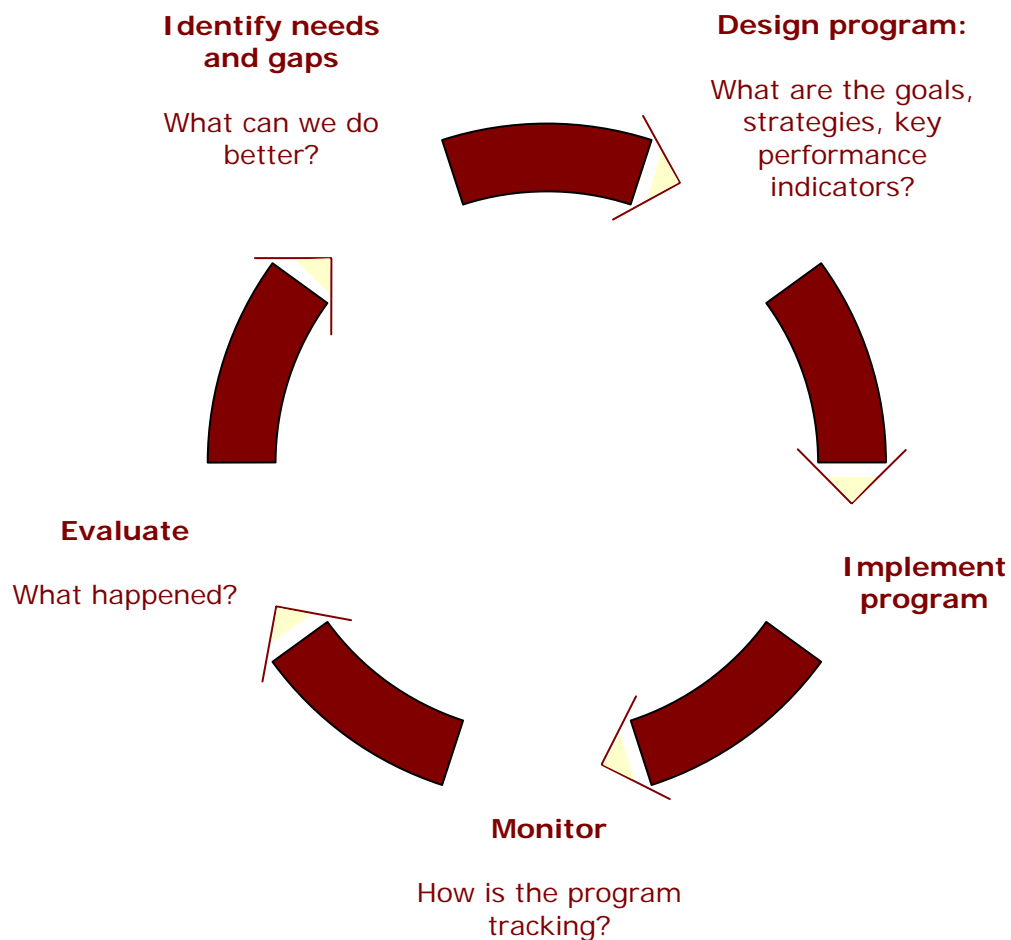 Identify needs
and gaps
What can we do
better?
Design program:
What are the goals,
strategies, key
performance
indicators?
Implement
program
Monitor
How is the program
tracking?
Evaluate
What happened?